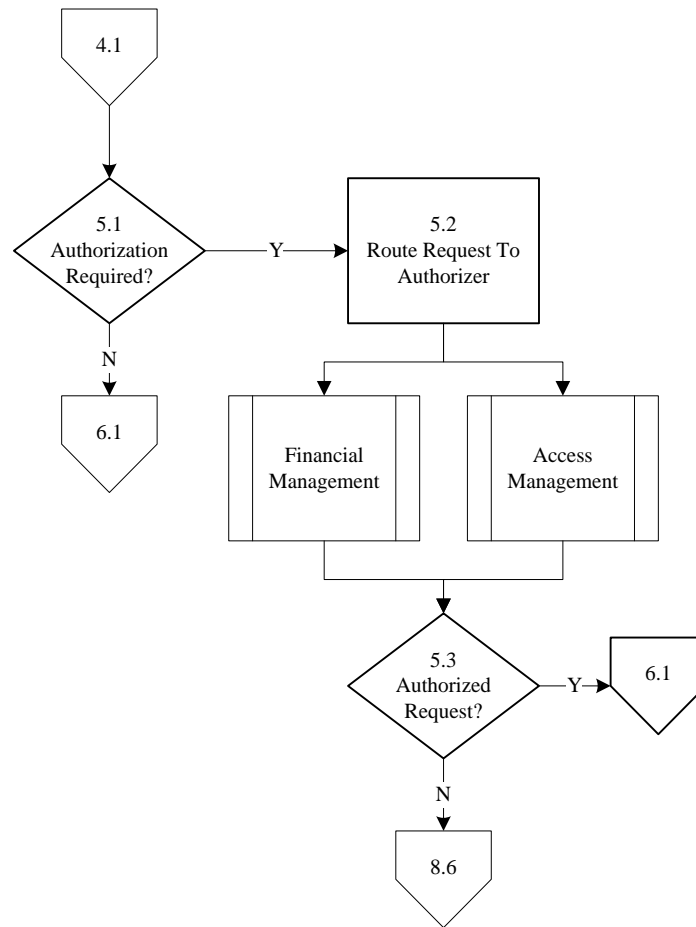 4.1
5.1
Authorization
Required?
Y
5.2
Route Request To
Authorizer
N
6.1
Financial
Management
Access
Management
5.3
Authorized
Request?
Y
6.1
N
8.6